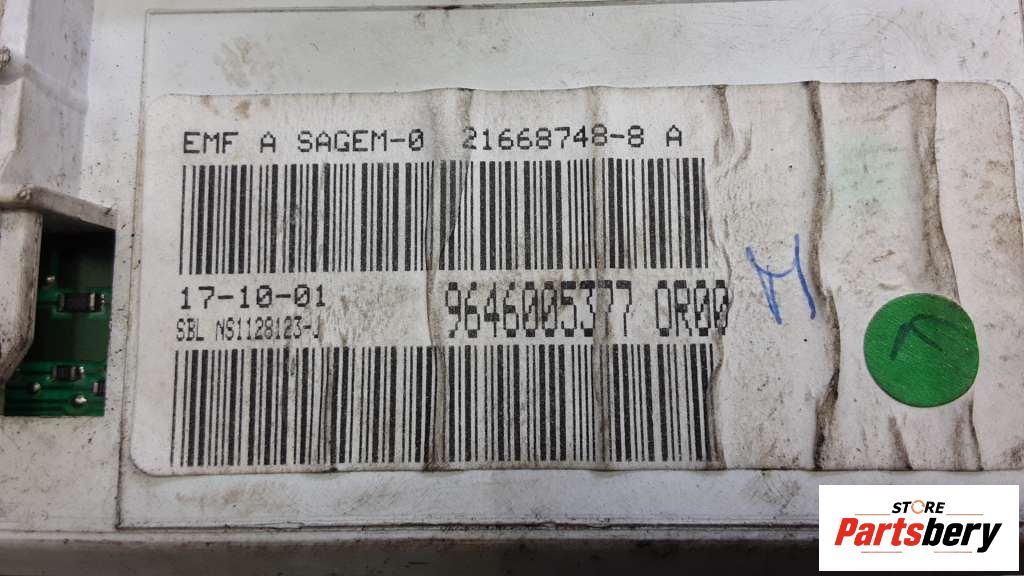 EMF A SAGEM-0 21668748-8 A
17-10-01
9646005377 0R00
SBL NS1128123-J
STORE
Partsbery